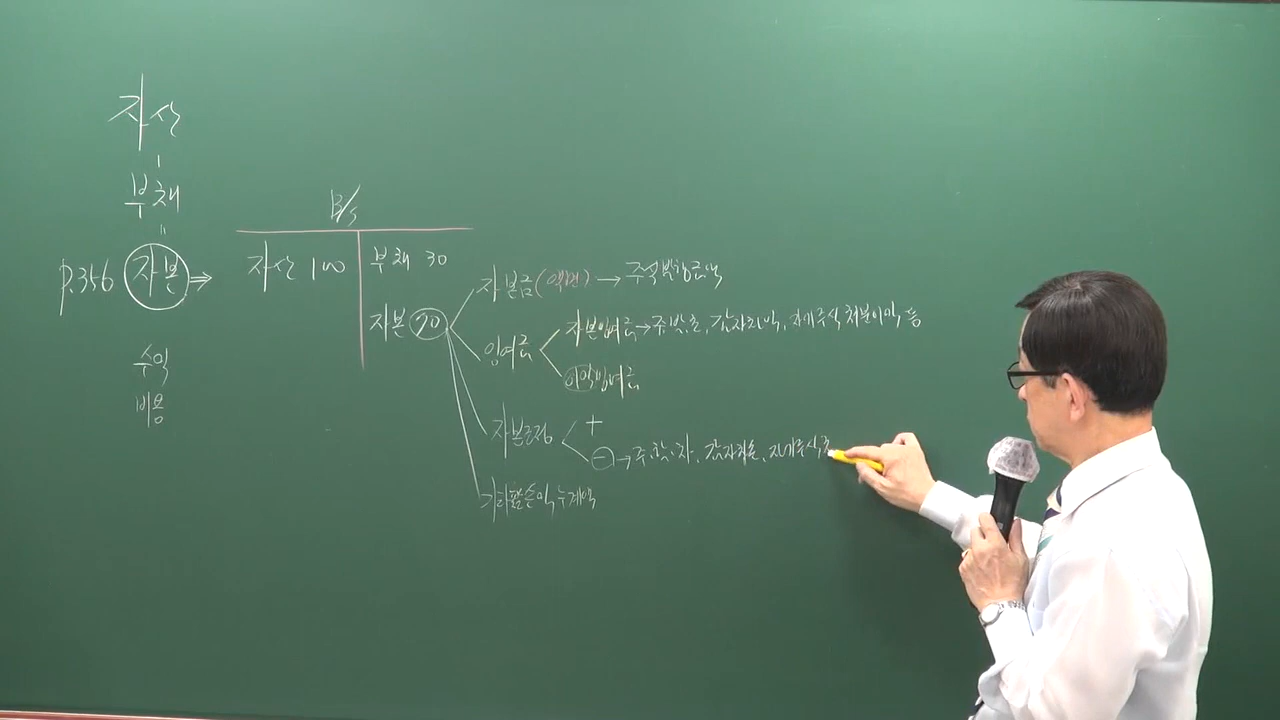 자산
-
부채
=
P.356 자본 ⇒
수익
비용
B/S
자산 100
부채 30
자본 70
자본금(액면) → 주식발행금액
잉여금
자본잉여금 → 주·발·초, 감자차익, 자기주식처분이익 등
이익잉여금
자본조정
+
⊖ → 주·할·차, 감자차손, 자기주식
기타포괄손익누계액